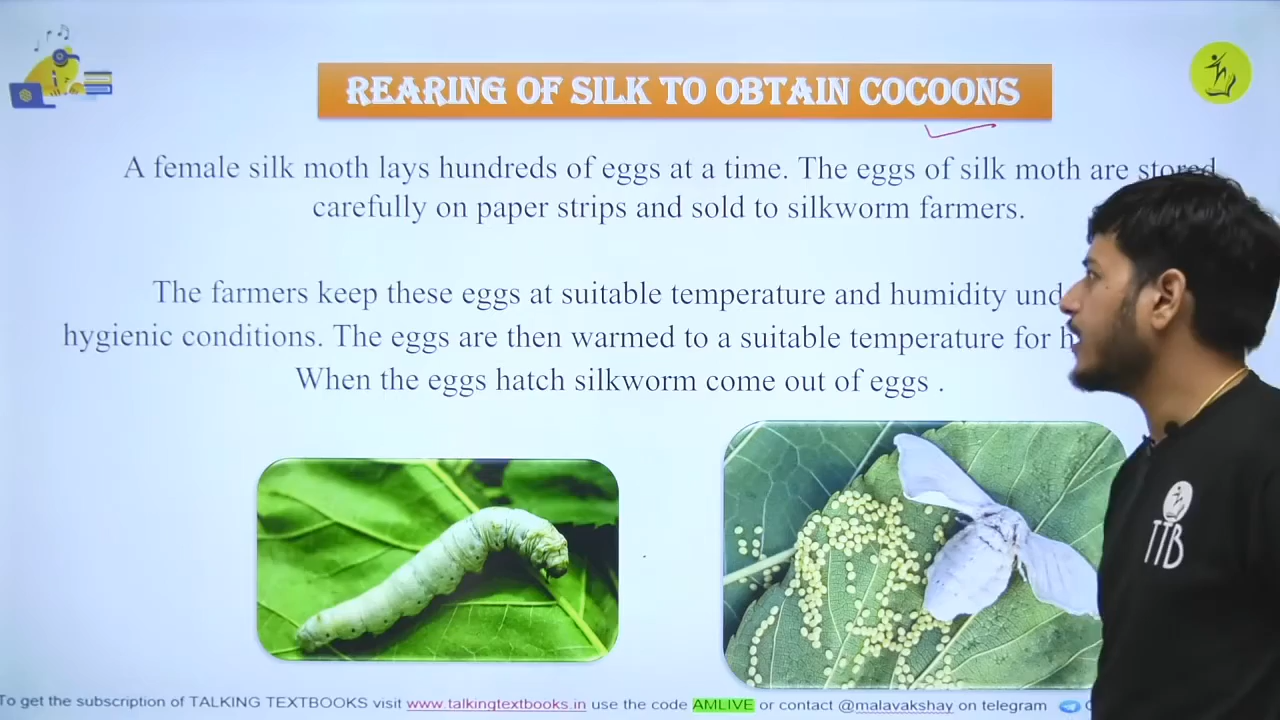 REARING OF SILK TO OBTAIN COCOONS
A female silk moth lays hundreds of eggs at a time. The eggs of silk moth are stored
carefully on paper strips and sold to silkworm farmers.
The farmers keep these eggs at suitable temperature and humidity
hygienic conditions. The eggs are then warmed to a suitable temperature for
When the eggs hatch silkworm come out of eggs .
TTB
To get the subscription of TALKING TEXTBOOKS visit www.talkingtextbooks.in use the code AMLIVE or contact @malavakshay on telegram